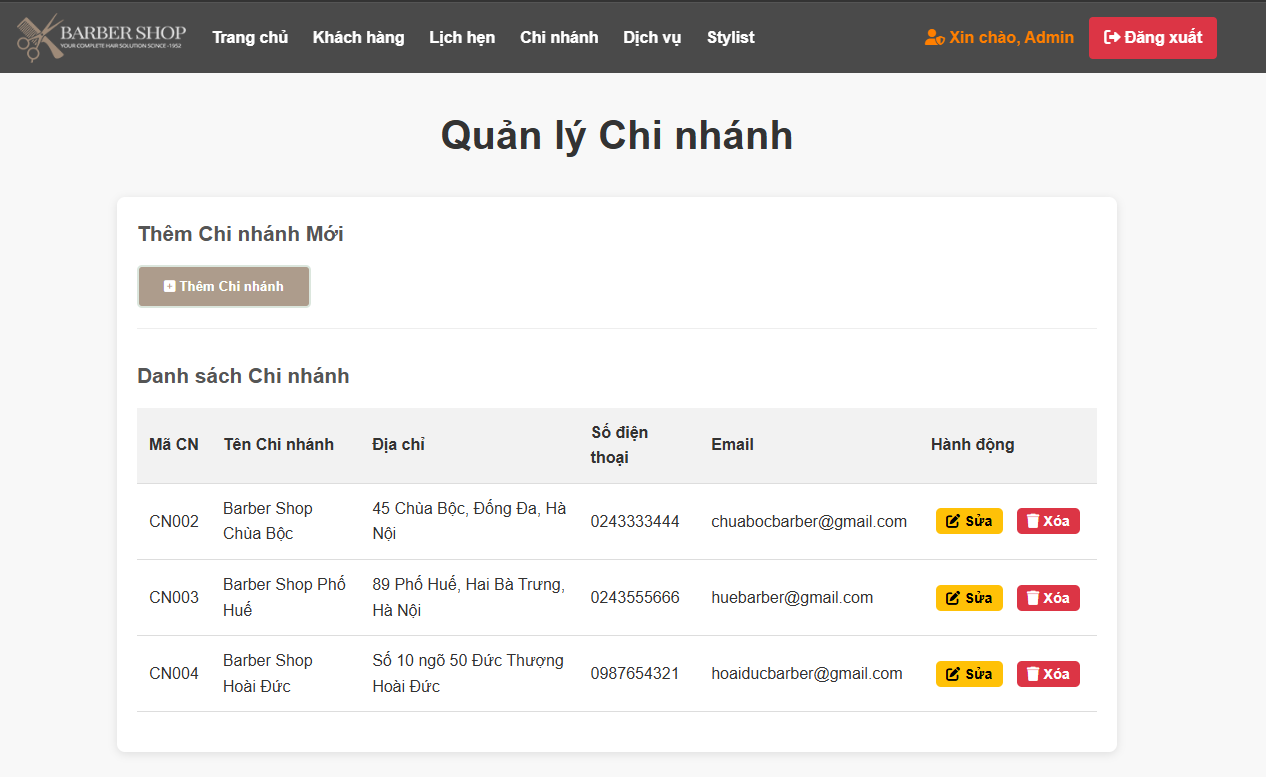 BARBER SHOP
YOUR COMPLETE HAIR SOLUTION SCINCE -1952
Trang chủ Khách hàng Lịch hẹn Chi nhánh Dịch vụ Stylist Xin chào, Admin Đăng xuất
Quản lý Chi nhánh
Thêm Chi nhánh Mới
Thêm Chi nhánh
Danh sách Chi nhánh
Mã CN Tên Chi nhánh Địa chỉ Số điện thoại Email Hành động
CN002 Barber Shop Chùa Bộc 45 Chùa Bộc, Đống Đa, Hà Nội 0243333444 chuabocbarber@gmail.com Sửa Xóa
CN003 Barber Shop Phố Huế 89 Phố Huế, Hai Bà Trưng, Hà Nội 0243555666 huebarber@gmail.com Sửa Xóa
CN004 Barber Shop Hoài Đức Số 10 ngõ 50 Đức Thượng Hoài Đức 0987654321 hoaiducbarber@gmail.com Sửa Xóa